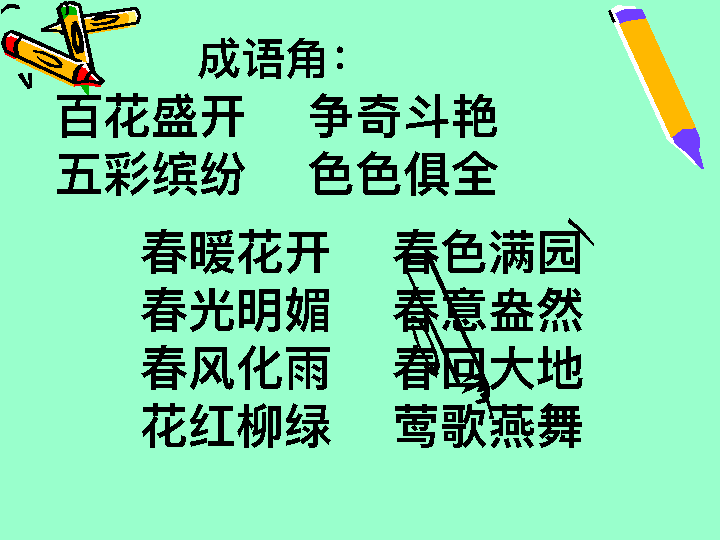 成语角：
百花盛开 争奇斗艳
五彩缤纷 色色俱全
春暖花开 春色满园
春光明媚 春意盎然
春风化雨 春回大地
花红柳绿 莺歌燕舞